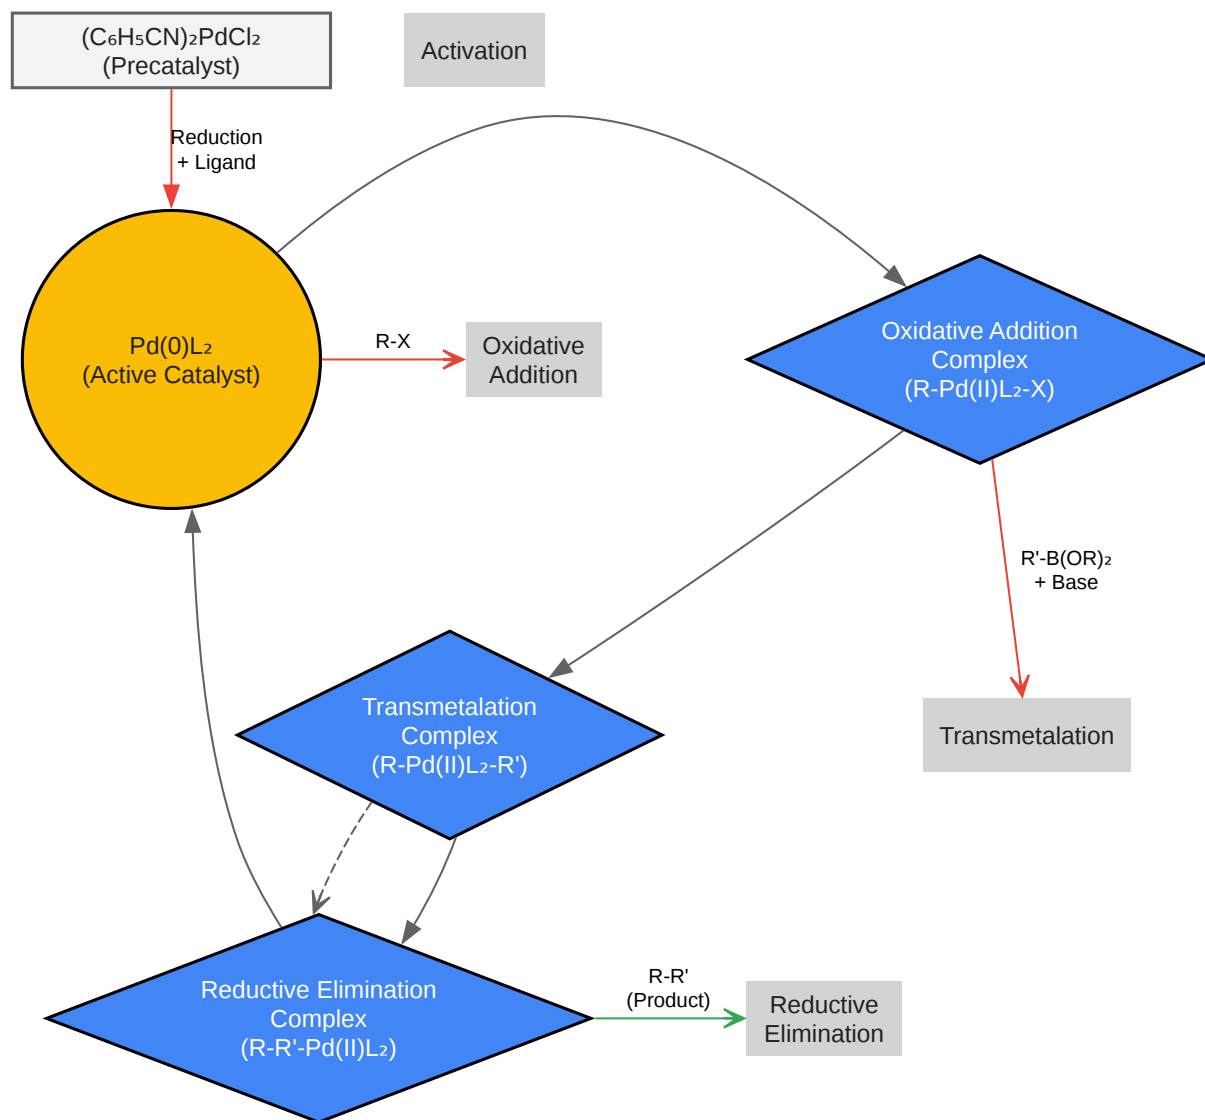 (C₆H₅CN)₂PdCl₂
(Precatalyst)
Activation
Reduction
+ Ligand
Pd(0)L₂
(Active Catalyst)
R-X
Oxidative
Addition
Oxidative Addition
Complex
(R-Pd(II)L₂-X)
R'-B(OR)₂
+ Base
Transmetalation
Complex
(R-Pd(II)L₂-R')
Transmetalation
Reductive Elimination
Complex
(R-R'-Pd(II)L₂)
R-R'
(Product)
Reductive
Elimination